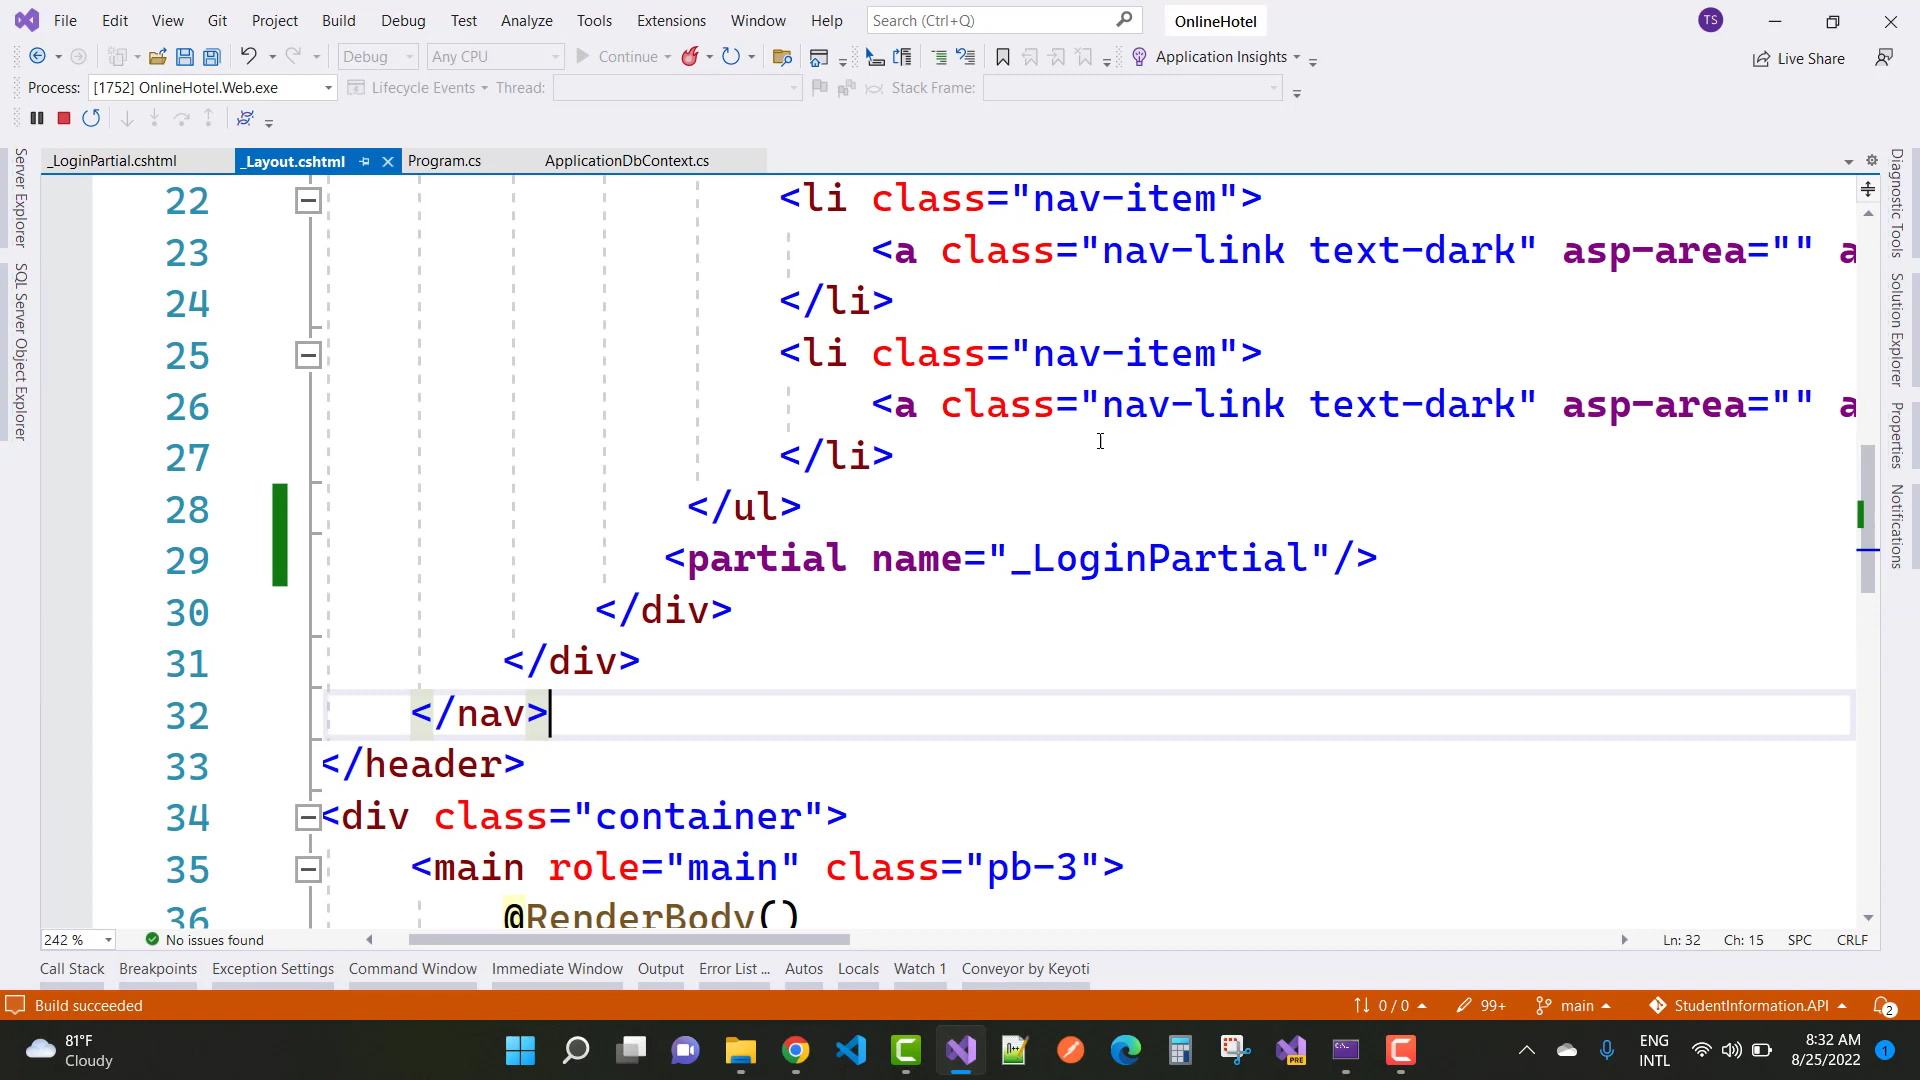 File Edit View Git Project Build Debug Test Analyze Tools Extensions Window Help Search (Ctrl+Q) OnlineHotel TS
Debug Any CPU Continue Application Insights Live Share
Process: [1752] OnlineHotel.Web.exe Lifecycle Events Thread: Stack Frame:
_LoginPartial.cshtml _Layout.cshtml Program.cs ApplicationDbContext.cs
Server Explorer
SQL Server Object Explorer
22 <li class="nav-item">
23 <a class="nav-link text-dark" asp-area="" a
24 </li>
25 <li class="nav-item">
26 <a class="nav-link text-dark" asp-area="" a
27 </li>
28 </ul>
29 <partial name="_LoginPartial"/>
30 </div>
31 </div>
32 </nav>
33 </header>
34 <div class="container">
35 <main role="main" class="pb-3">
36 @RenderBody()
Diagnostic Tools
Solution Explorer
Properties
Notifications
242 % No issues found Ln: 32 Ch: 15 SPC CRLF
Call Stack Breakpoints Exception Settings Command Window Immediate Window Output Error List ... Autos Locals Watch 1 Conveyor by Keyoti
Build succeeded 0 / 0 99+ main StudentInformation.API 2
81°F
Cloudy
PRE
ENG
INTL
8:32 AM
8/25/2022
1